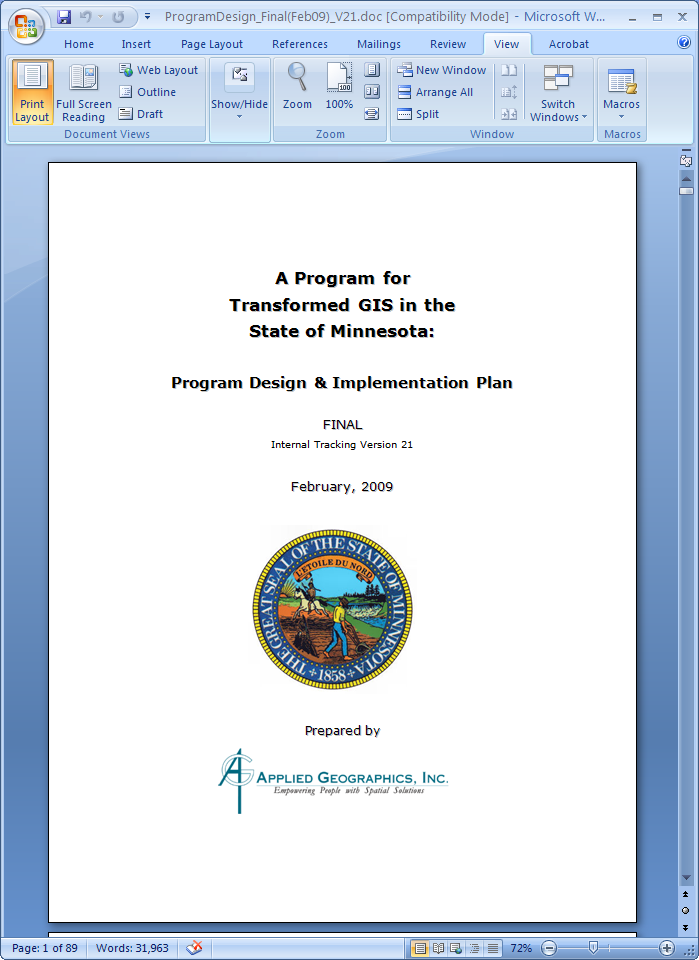 ProgramDesign_Final(Feb09)_V21.doc [Compatibility Mode] - Microsoft W...
Home Insert Page Layout References Mailings Review View Acrobat
Print Layout
Full Screen Reading
Web Layout
Outline
Draft
Document Views
Show/Hide
Zoom
100
100%
Zoom
New Window
Arrange All
Split
Switch Windows
Window
Macros
Macros
A Program for
Transformed GIS in the
State of Minnesota:
Program Design & Implementation Plan
FINAL
Internal Tracking Version 21
February, 2009
THE GREAT SEAL OF THE STATE OF MINNESOTA
L'ETOILE DU NORD
1858
Prepared by
AG
APPLIED GEOGRAPHICS, INC.
Empowering People with Spatial Solutions
Page: 1 of 89 Words: 31,963 72%